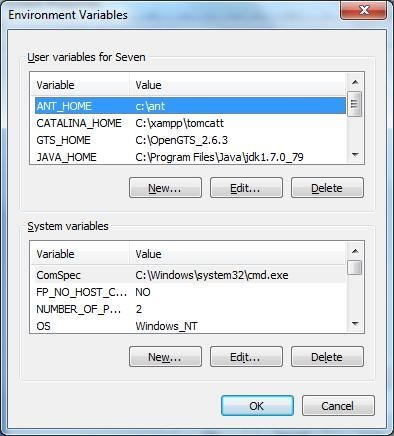 Environment Variables
User variables for Seven
Variable Value
ANT_HOME c:\ant
CATALINA_HOME C:\xampp\tomcatt
GTS_HOME C:\OpenGTS_2.6.3
JAVA_HOME C:\Program Files\Java\jdk1.7.0_79
New... Edit... Delete
System variables
Variable Value
ComSpec C:\Windows\system32\cmd.exe
FP_NO_HOST_C... NO
NUMBER_OF_P... 2
OS Windows_NT
New... Edit... Delete
OK Cancel